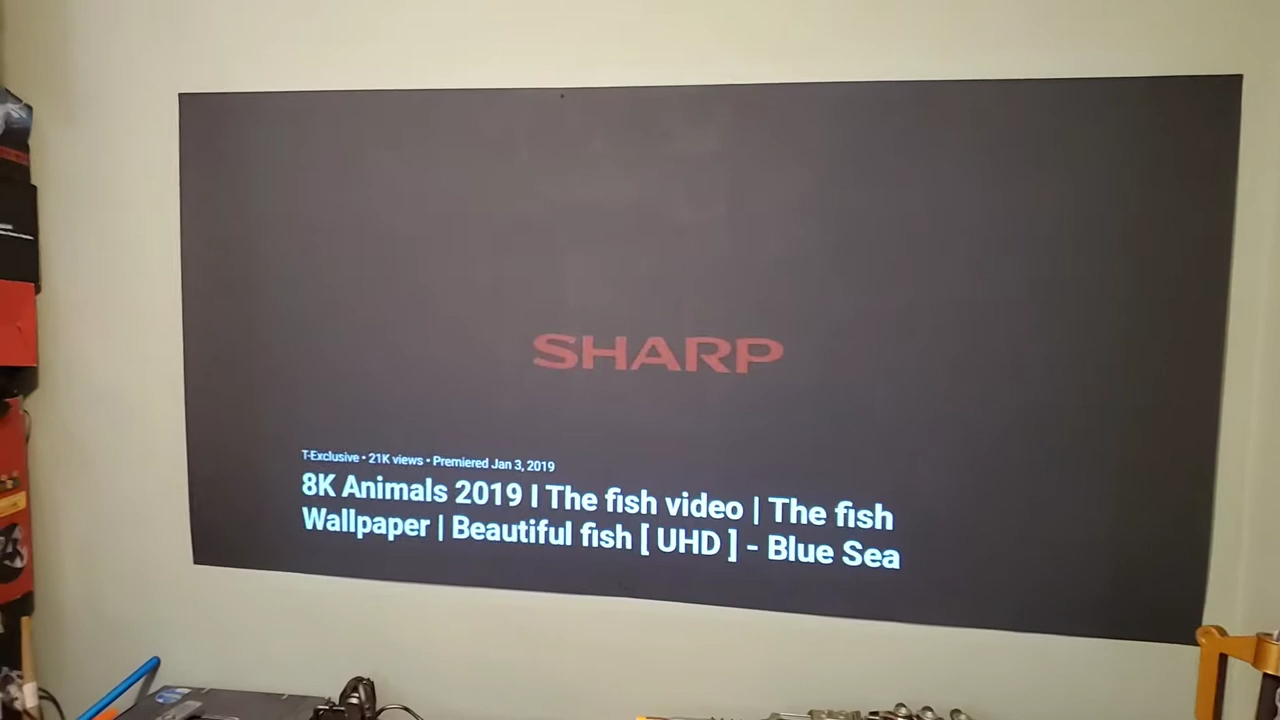 SHARP
T-Exclusive • 21K views • Premiered Jan 3, 2019
8K Animals 2019 I The fish video | The fish
Wallpaper | Beautiful fish [ UHD ] - Blue Sea